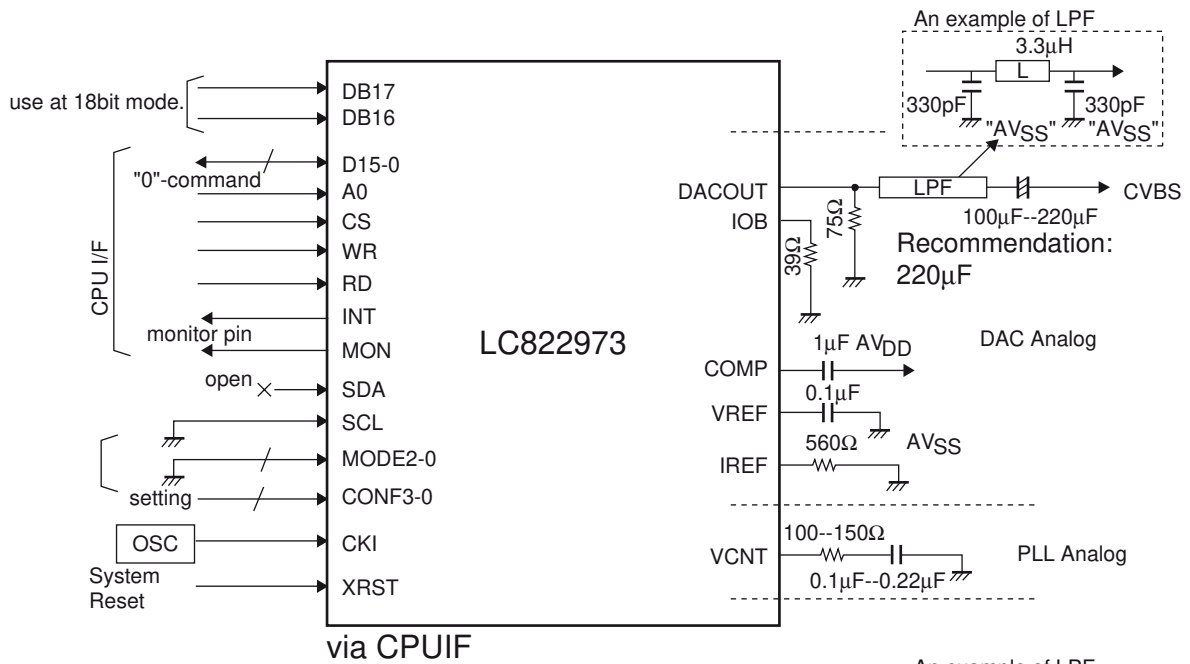 An example of LPF
3.3μH
L
330pF
330pF
"AVSS"
"AVSS"
use at 18bit mode.
DB17
DB16
D15-0
"0"-command
A0
CS
WR
RD
INT
monitor pin
MON
CPU I/F
open
SDA
SCL
MODE2-0
setting
CONF3-0
OSC
CKI
System
Reset
XRST
LC822973
via CPUIF
DACOUT
LPF
CVBS
IOB
75Ω
39Ω
100μF--220μF
Recommendation:
220μF
COMP
1μF AVDD
DAC Analog
VREF
0.1μF
AVSS
IREF
560Ω
VCNT
100--150Ω
0.1μF--0.22μF
PLL Analog